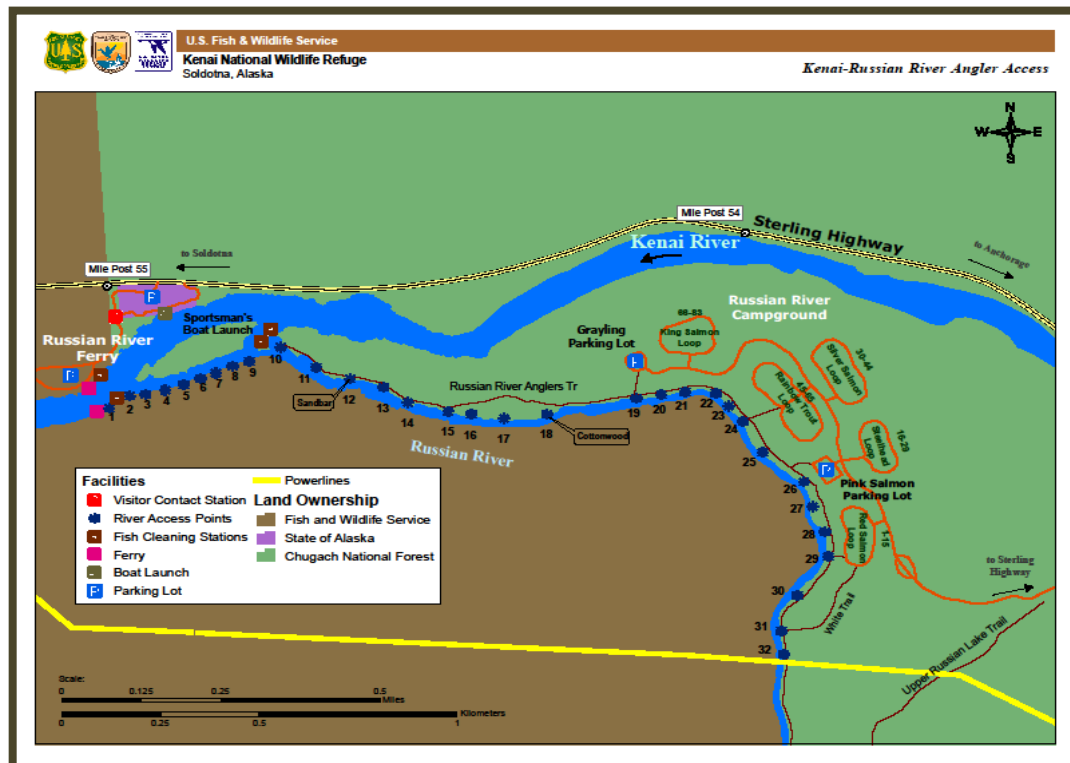 U.S. Fish & Wildlife Service
Kenai National Wildlife Refuge
Soldotna, Alaska
Kenai-Russian River Angler Access
N
W E
S
Mile Post 54
Sterling Highway
Kenai River
to Anchorage
to Soldotna
Mile Post 55
Sportsman's
Boat Launch
Russian River
Ferry
Grayling
Parking Lot
66-83
King Salmon
Loop
Russian River
Campground
Silver Salmon
Loop
30-44
45-65
Rainbow Trout
Loop
16-29
Steelhead
Loop
Pink Salmon
Parking Lot
Red Salmon
Loop
1-15
to Sterling
Highway
Russian River Anglers Tr
Sandbar
Cottonwood
Russian River
White Trail
Upper Russian Lake Trail
1
2
3
4
5
6
7
8
9
10
11
12
13
14
15
16
17
18
19
20
21
22
23
24
25
26
27
28
29
30
31
32
Facilities
Visitor Contact Station
River Access Points
Fish Cleaning Stations
Ferry
Boat Launch
Parking Lot
Powerlines
Land Ownership
Fish and Wildlife Service
State of Alaska
Chugach National Forest
Scale:
0 0.125 0.25 0.5
Miles
Kilometers
0 0.25 0.5 1